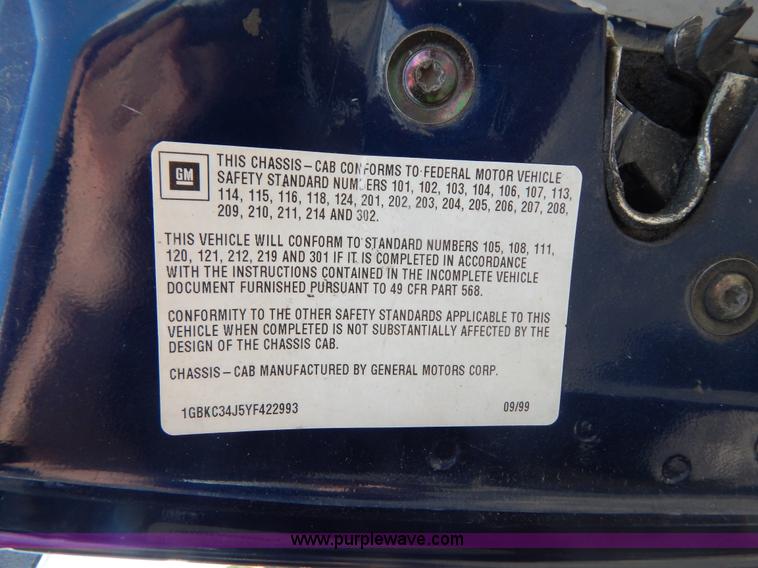 GM
THIS CHASSIS-CAB CONFORMS TO FEDERAL MOTOR VEHICLE
SAFETY STANDARD NUMBERS 101, 102, 103, 104, 106, 107, 113,
114, 115, 116, 118, 124, 201, 202, 203, 204, 205, 206, 207, 208,
209, 210, 211, 214 AND 302.
THIS VEHICLE WILL CONFORM TO STANDARD NUMBERS 105, 108, 111,
120, 121, 212, 219 AND 301 IF IT IS COMPLETED IN ACCORDANCE
WITH THE INSTRUCTIONS CONTAINED IN THE INCOMPLETE VEHICLE
DOCUMENT FURNISHED PURSUANT TO 49 CFR PART 568.
CONFORMITY TO THE OTHER SAFETY STANDARDS APPLICABLE TO THIS
VEHICLE WHEN COMPLETED IS NOT SUBSTANTIALLY AFFECTED BY THE
DESIGN OF THE CHASSIS CAB.
CHASSIS-CAB MANUFACTURED BY GENERAL MOTORS CORP.
1GBKC34J5YF422993 09/99
www.purplewave.com